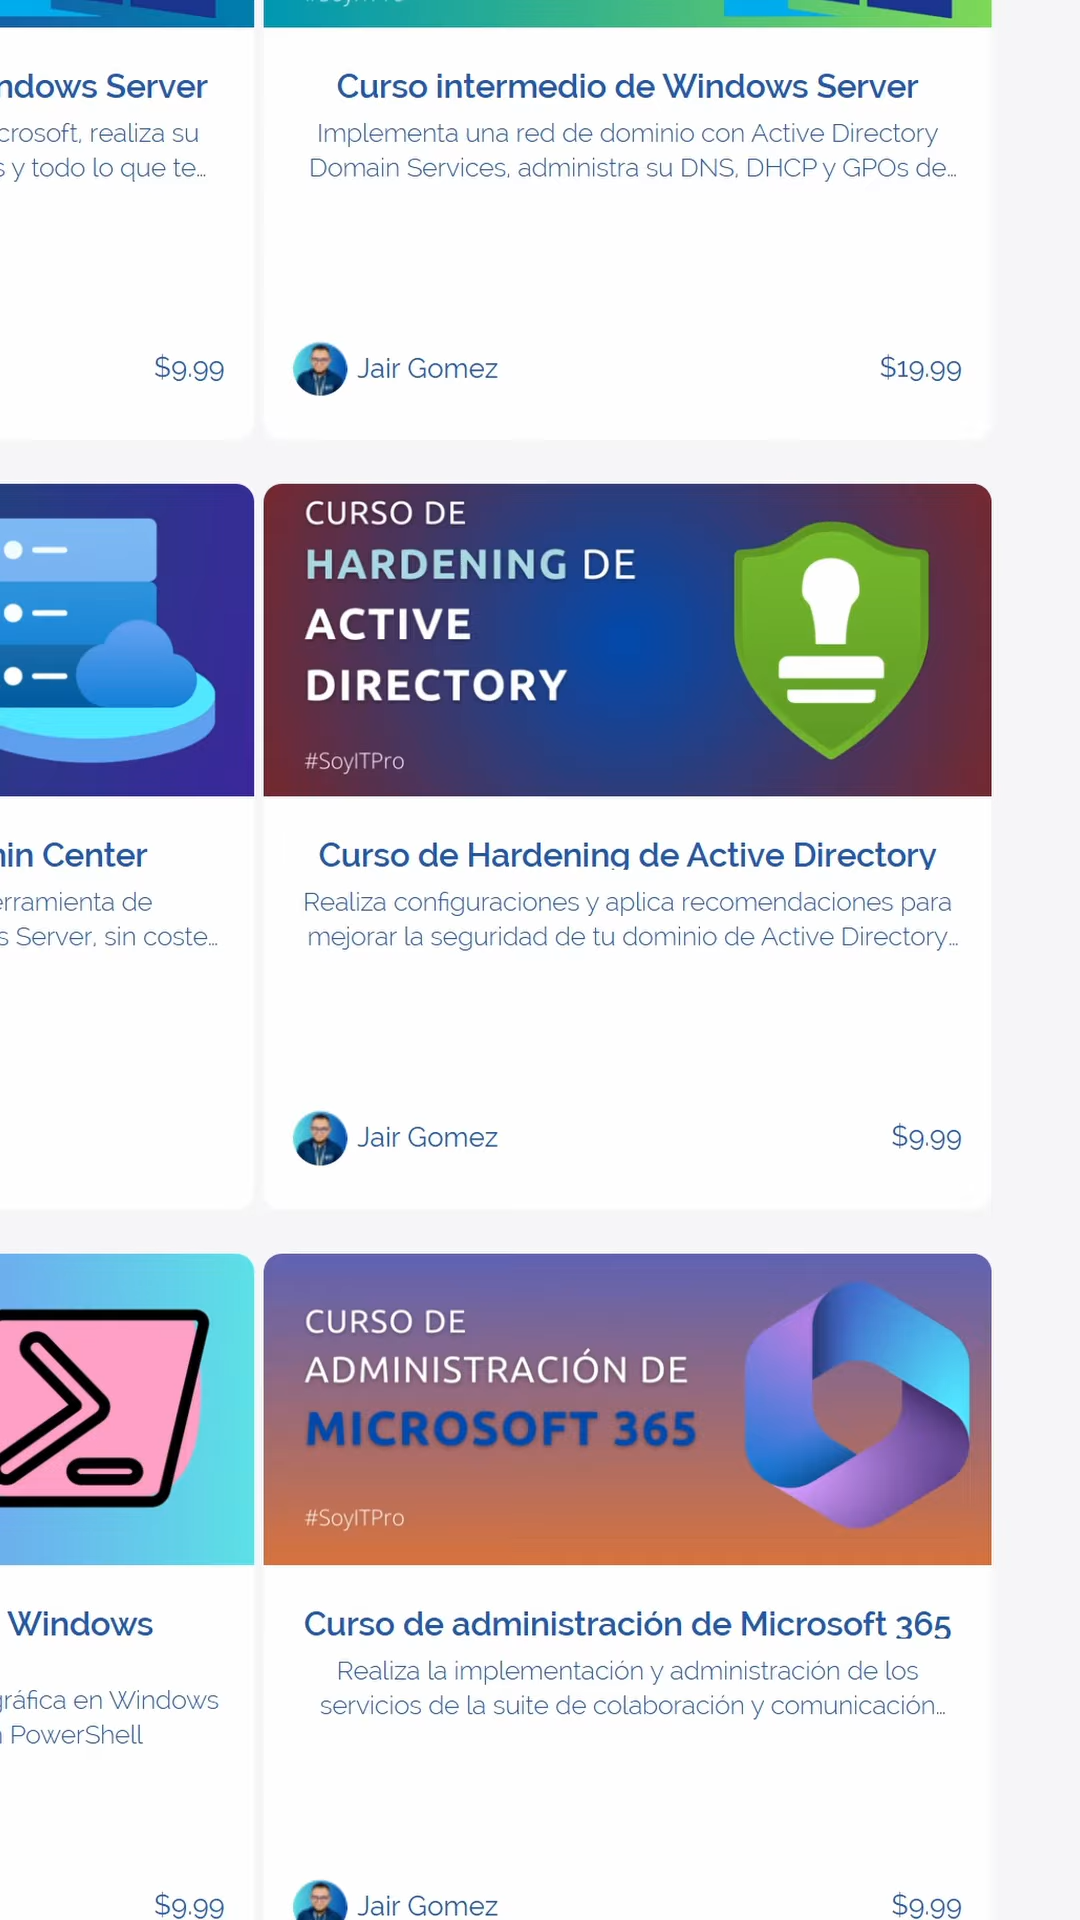 ndows Server
crosoft, realiza su
s y todo lo que te...
$9.99
Curso intermedio de Windows Server
Implementa una red de dominio con Active Directory
Domain Services, administra su DNS, DHCP y GPOs de...
Jair Gomez
$19.99
in Center
erramienta de
s Server, sin coste...
CURSO DE
HARDENING DE
ACTIVE
DIRECTORY
#SoyITPro
Curso de Hardening de Active Directory
Realiza configuraciones y aplica recomendaciones para
mejorar la seguridad de tu dominio de Active Directory...
Jair Gomez
$9.99
Windows
gráfica en Windows
PowerShell
$9.99
CURSO DE
ADMINISTRACIÓN DE
MICROSOFT 365
#SoyITPro
Curso de administración de Microsoft 365
Realiza la implementación y administración de los
servicios de la suite de colaboración y comunicación...
Jair Gomez
$9.99